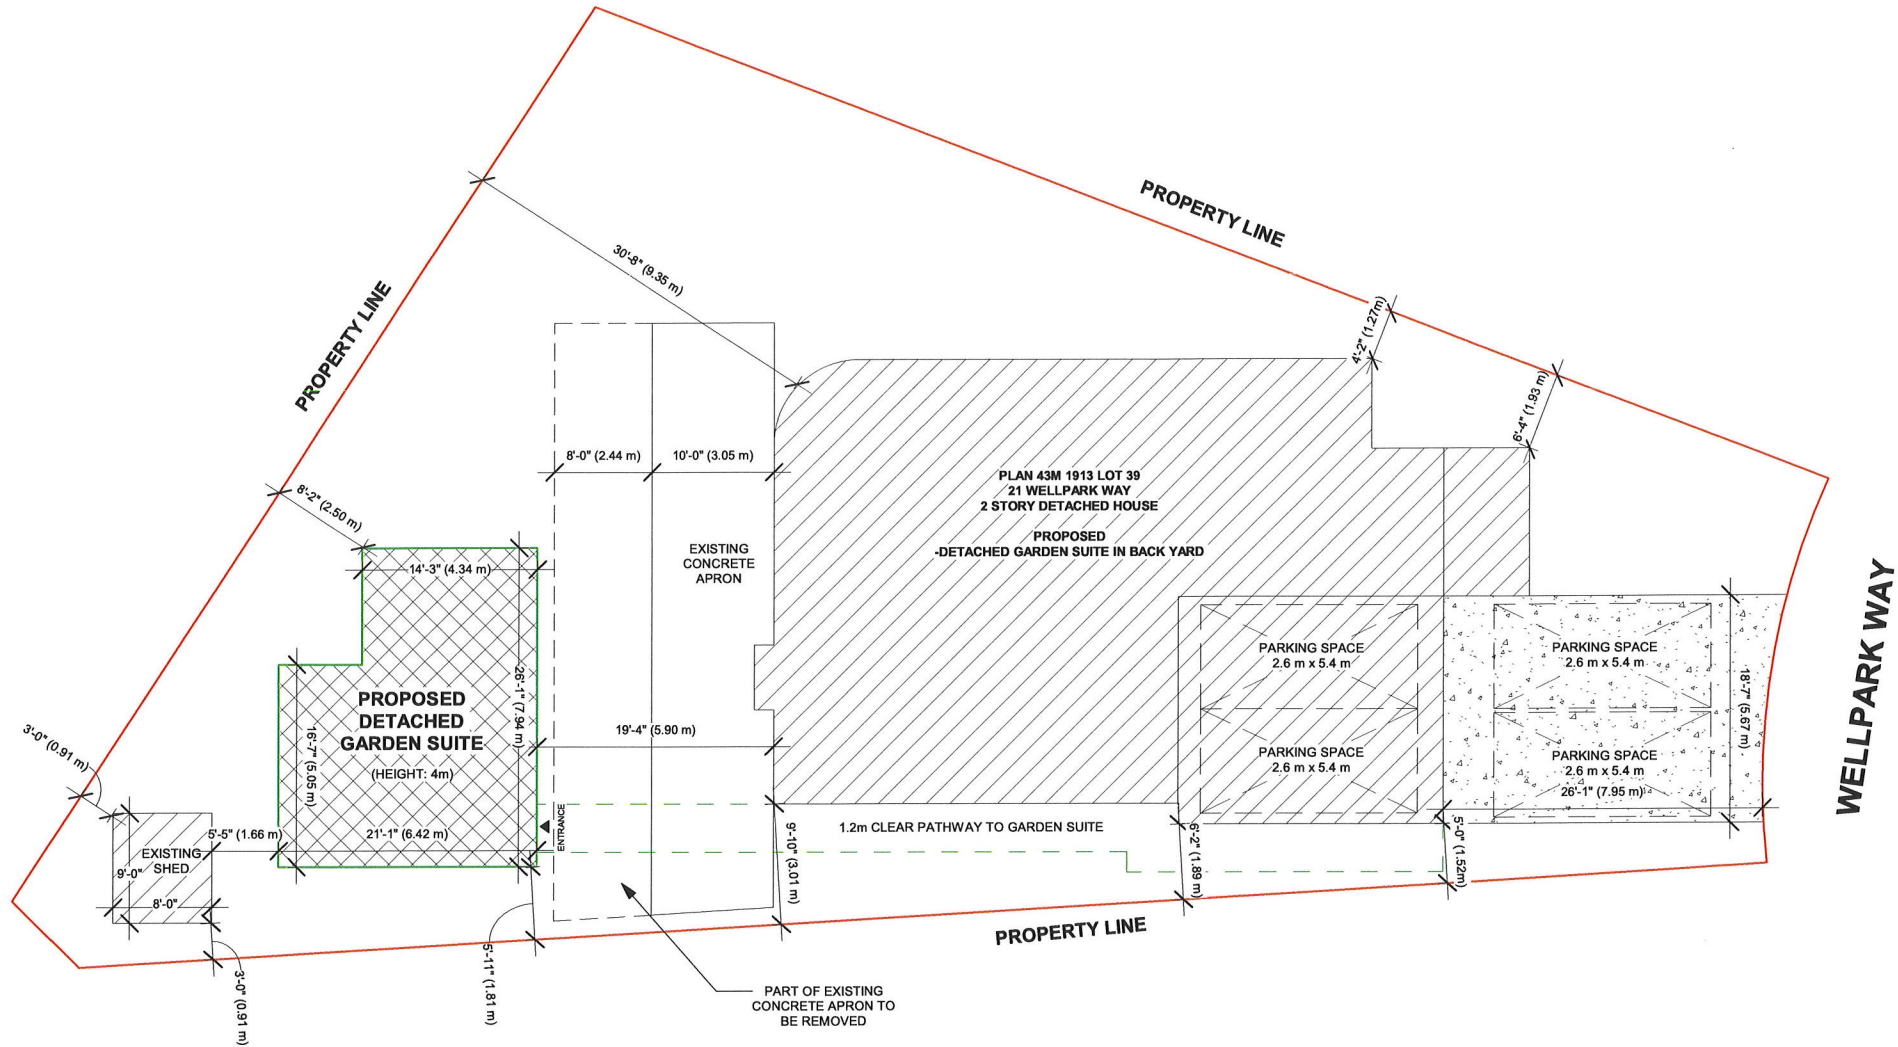 PROPERTY LINE
PROPERTY LINE
30'-8" (9.35 m)
4'-2" (1.27m)
6'-4" (1.93 m)
8'-0" (2.44 m)
10'-0" (3.05 m)
PLAN 43M 1913 LOT 39
21 WELLPARK WAY
2 STORY DETACHED HOUSE
PROPOSED
-DETACHED GARDEN SUITE IN BACK YARD
8'-2" (2.50 m)
EXISTING
CONCRETE
APRON
14'-3" (4.34 m)
26'-1" (7.94 m)
PROPOSED
DETACHED
GARDEN SUITE
(HEIGHT: 4m)
16'-7" (5.05 m)
21'-1" (6.42 m)
19'-4" (5.90 m)
PARKING SPACE
2.6 m x 5.4 m
PARKING SPACE
2.6 m x 5.4 m
PARKING SPACE
2.6 m x 5.4 m
PARKING SPACE
2.6 m x 5.4 m
26'-1" (7.95 m)
18'-7" (5.67 m)
WELLPARK WAY
3'-0" (0.91 m)
5'-5" (1.66 m)
EXISTING
SHED
9'-0"
8'-0"
ENTRANCE
1.2m CLEAR PATHWAY TO GARDEN SUITE
9'-10" (3.01 m)
6'-2" (1.89 m)
5'-0" (1.52m)
PROPERTY LINE
3'-0" (0.91 m)
5'-11" (1.81 m)
PART OF EXISTING
CONCRETE APRON TO
BE REMOVED